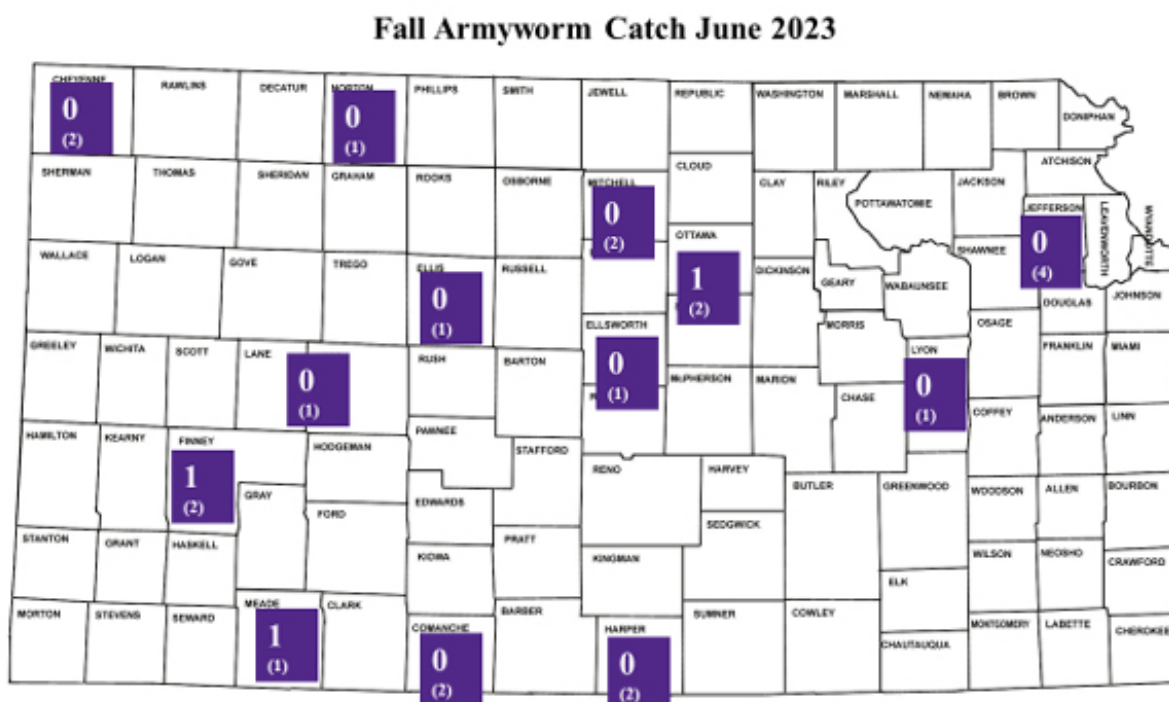 Fall Armyworm Catch June 2023
CHEYENNE
RAWLINS
DECATUR
NORTON
PHILLIPS
SMITH
JEWELL
REPUBLIC
WASHINGTON
MARSHALL
NEMAHA
BROWN
DONIPHAN
0
(2)
0
(1)
ATCHISON
SHERMAN
THOMAS
SHERIDAN
GRAHAM
ROOKS
OSBORNE
MITCHELL
CLOUD
CLAY
RILEY
POTTAWATOMIE
JACKSON
JEFFERSON
LEAVENWORTH
WYANDOTTE
0
(2)
0
(4)
WALLACE
LOGAN
GOVE
TREGO
ELLIS
RUSSELL
OTTAWA
DICKINSON
GEARY
WABAUNSEE
SHAWNEE
DOUGLAS
JOHNSON
0
(1)
1
(2)
GREELEY
WICHITA
SCOTT
LANE
RUSH
BARTON
ELLSWORTH
McPHERSON
MARION
MORRIS
CHASE
LYON
OSAGE
FRANKLIN
MIAMI
0
(1)
0
(1)
0
(1)
HAMILTON
KEARNY
FINNEY
HODGEMAN
PAWNEE
STAFFORD
RENO
HARVEY
BUTLER
GREENWOOD
COFFEY
ANDERSON
LINN
1
(2)
GRAY
FORD
EDWARDS
PRATT
SEDGWICK
WOODSON
ALLEN
BOURBON
STANTON
GRANT
HASKELL
KIOWA
KINGMAN
ELK
WILSON
NEOSHO
CRAWFORD
MORTON
STEVENS
SEWARD
MEADE
CLARK
COMANCHE
BARBER
HARPER
SUMNER
COWLEY
CHAUTAUQUA
MONTGOMERY
LABETTE
CHEROKEE
1
(1)
0
(2)
0
(2)